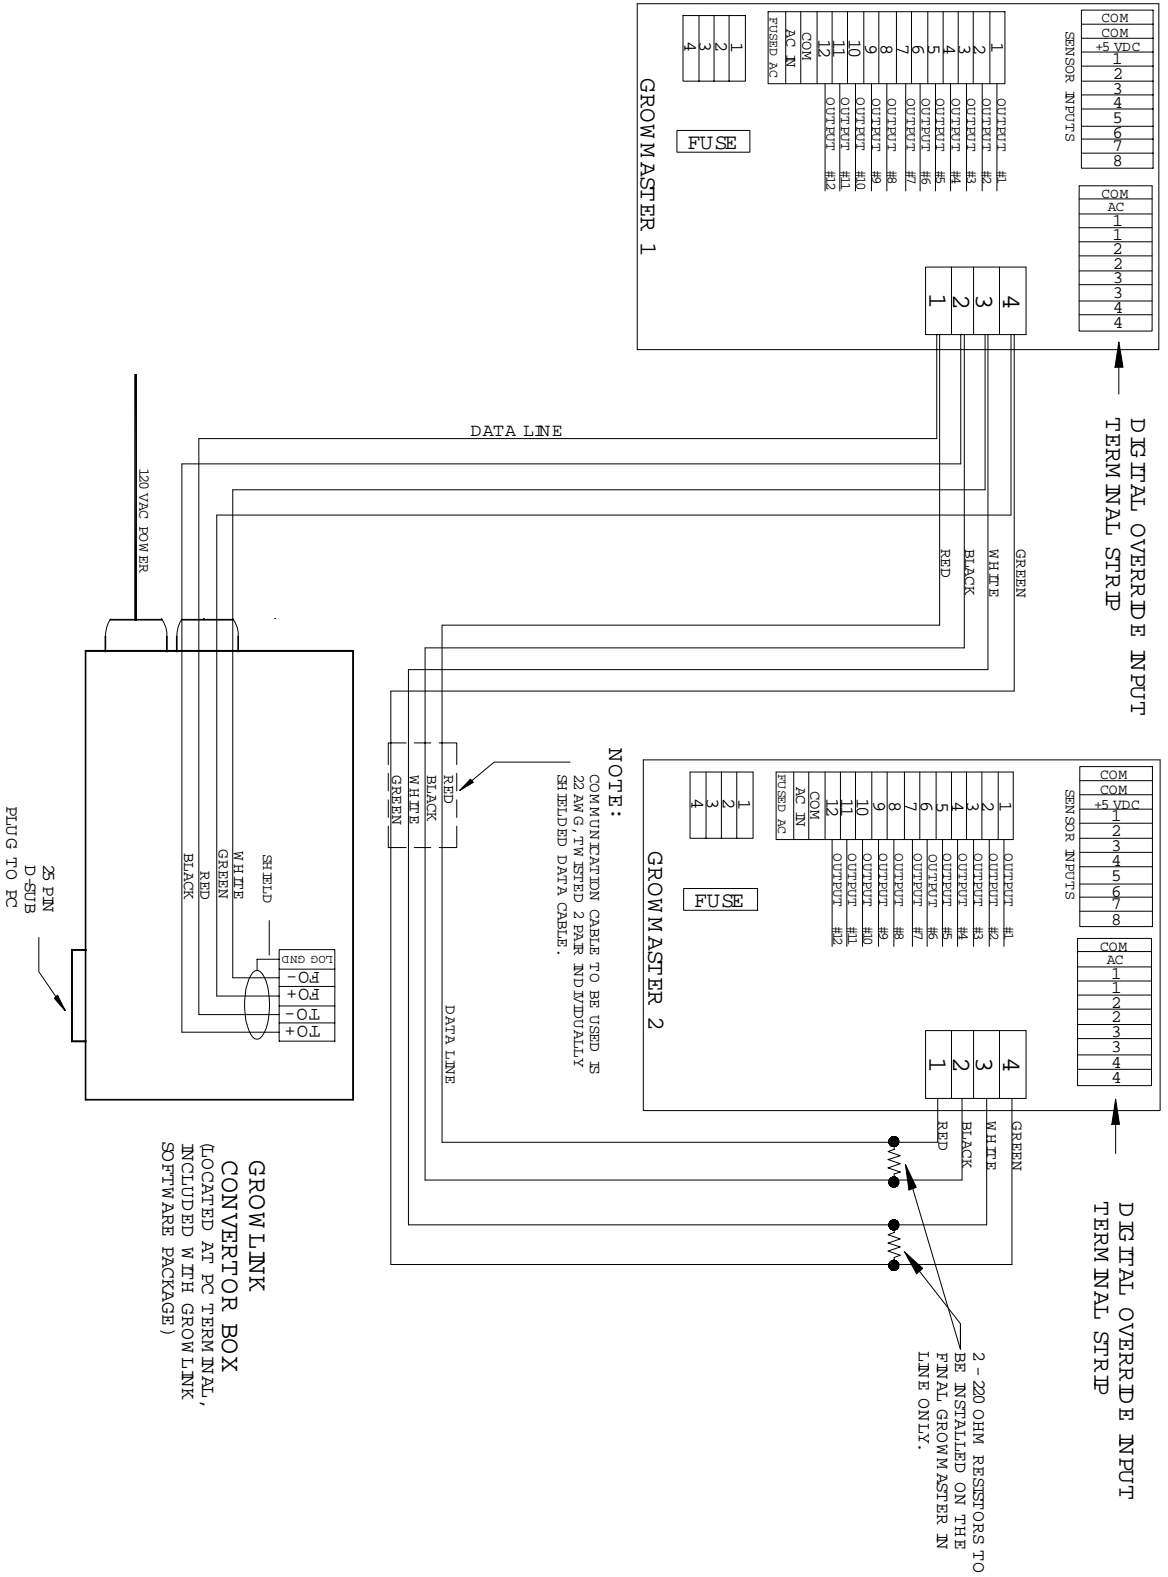 COM
COM
+5 VDC
1
2
3
4
5
6
7
8
SENSOR INPUTS
COM
AC
1
1
2
2
3
3
4
4
DIGITAL OVERRIDE INPUT
TERMINAL STRIP
1
2
3
4
5
6
7
8
9
10
11
12
COM
AC IN
FUSED AC
OUTPUT #1
OUTPUT #2
OUTPUT #3
OUTPUT #4
OUTPUT #5
OUTPUT #6
OUTPUT #7
OUTPUT #8
OUTPUT #9
OUTPUT #10
OUTPUT #11
OUTPUT #12
1
2
3
4
FUSE
GROWMASTER 1
4
3
2
1
GREEN
WHITE
BLACK
RED
DATA LINE
COM
COM
+5 VDC
1
2
3
4
5
6
7
8
SENSOR INPUTS
COM
AC
1
1
2
2
3
3
4
4
DIGITAL OVERRIDE INPUT
TERMINAL STRIP
1
2
3
4
5
6
7
8
9
10
11
12
COM
AC IN
FUSED AC
OUTPUT #1
OUTPUT #2
OUTPUT #3
OUTPUT #4
OUTPUT #5
OUTPUT #6
OUTPUT #7
OUTPUT #8
OUTPUT #9
OUTPUT #10
OUTPUT #11
OUTPUT #12
1
2
3
4
FUSE
GROWMASTER 2
4
3
2
1
GREEN
WHITE
BLACK
RED
2 - 220 OHM RESISTORS TO
BE INSTALLED ON THE
FINAL GROWMASTER IN
LINE ONLY.
NOTE:
COMMUNICATION CABLE TO BE USED IS
22 AWG, TWISTED 2 PAIR INDIVIDUALLY
SHIELDED DATA CABLE.
RED
BLACK
WHITE
GREEN
DATA LINE
120 VAC POWER
SHIELD
WHITE
GREEN
RED
BLACK
LOG GND
FO-
FO+
TO-
TO+
25 PIN
D-SUB
PLUG TO PC
GROWLINK
CONVERTOR BOX
(LOCATED AT PC TERMINAL,
INCLUDED WITH GROWLINK
SOFTWARE PACKAGE)